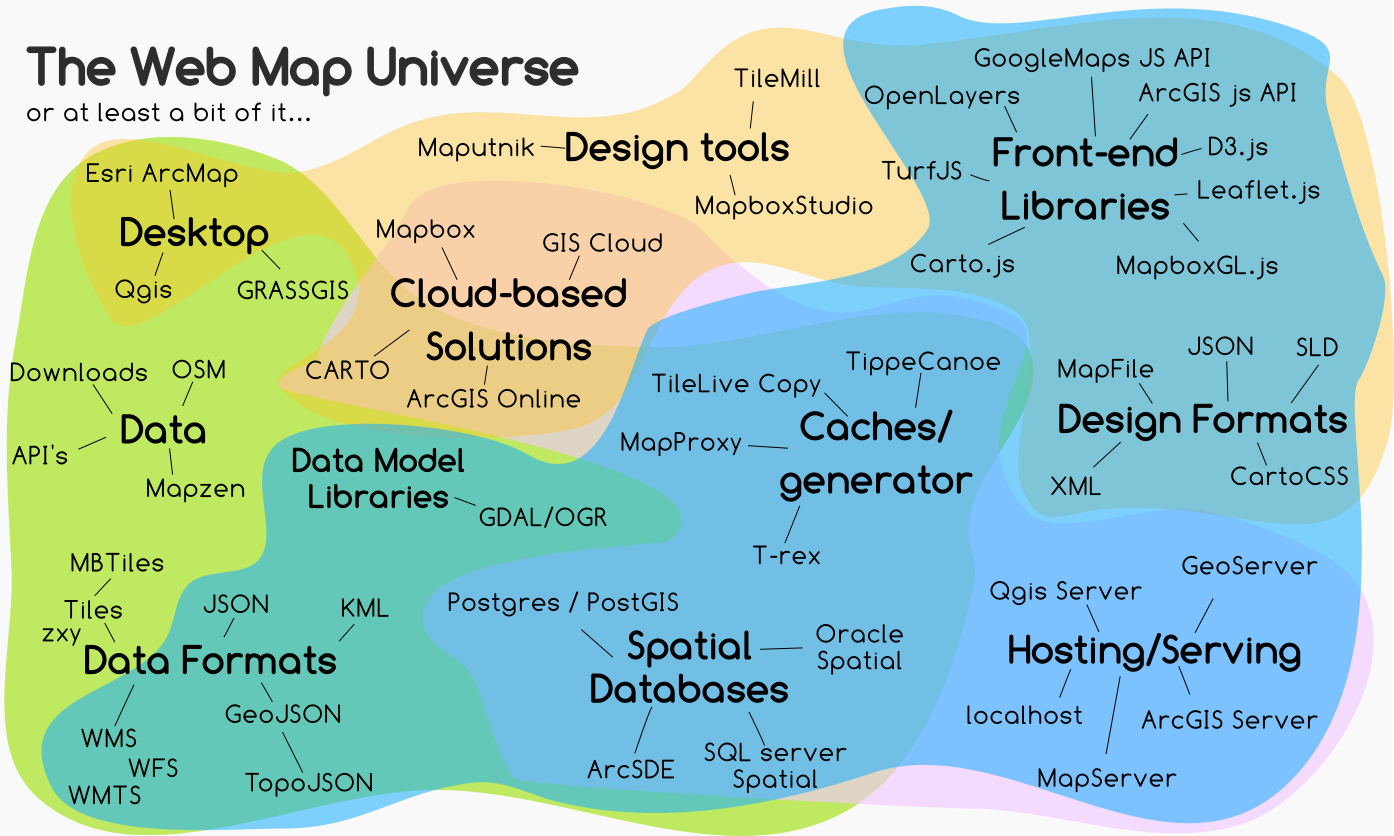 The Web Map Universe
or at least a bit of it...
Design tools
TileMill
Maputnik
MapboxStudio
Front-end
Libraries
GoogleMaps JS API
OpenLayers
ArcGIS js API
D3.js
TurfJS
Leaflet.js
Carto.js
MapboxGL.js
Desktop
Esri ArcMap
Qgis
GRASSGIS
Cloud-based
Solutions
Mapbox
GIS Cloud
CARTO
ArcGIS Online
Data
Downloads
OSM
API's
Mapzen
Data Model
Libraries
GDAL/OGR
Caches/
generator
TippeCanoe
TileLive Copy
MapProxy
T-rex
Design Formats
MapFile
JSON
SLD
XML
CartoCSS
Data Formats
MBTiles
Tiles
zxy
JSON
KML
GeoJSON
TopoJSON
WMS
WFS
WMTS
Spatial
Databases
Postgres / PostGIS
Oracle
Spatial
ArcSDE
SQL server
Spatial
Hosting/Serving
Qgis Server
GeoServer
localhost
ArcGIS Server
MapServer